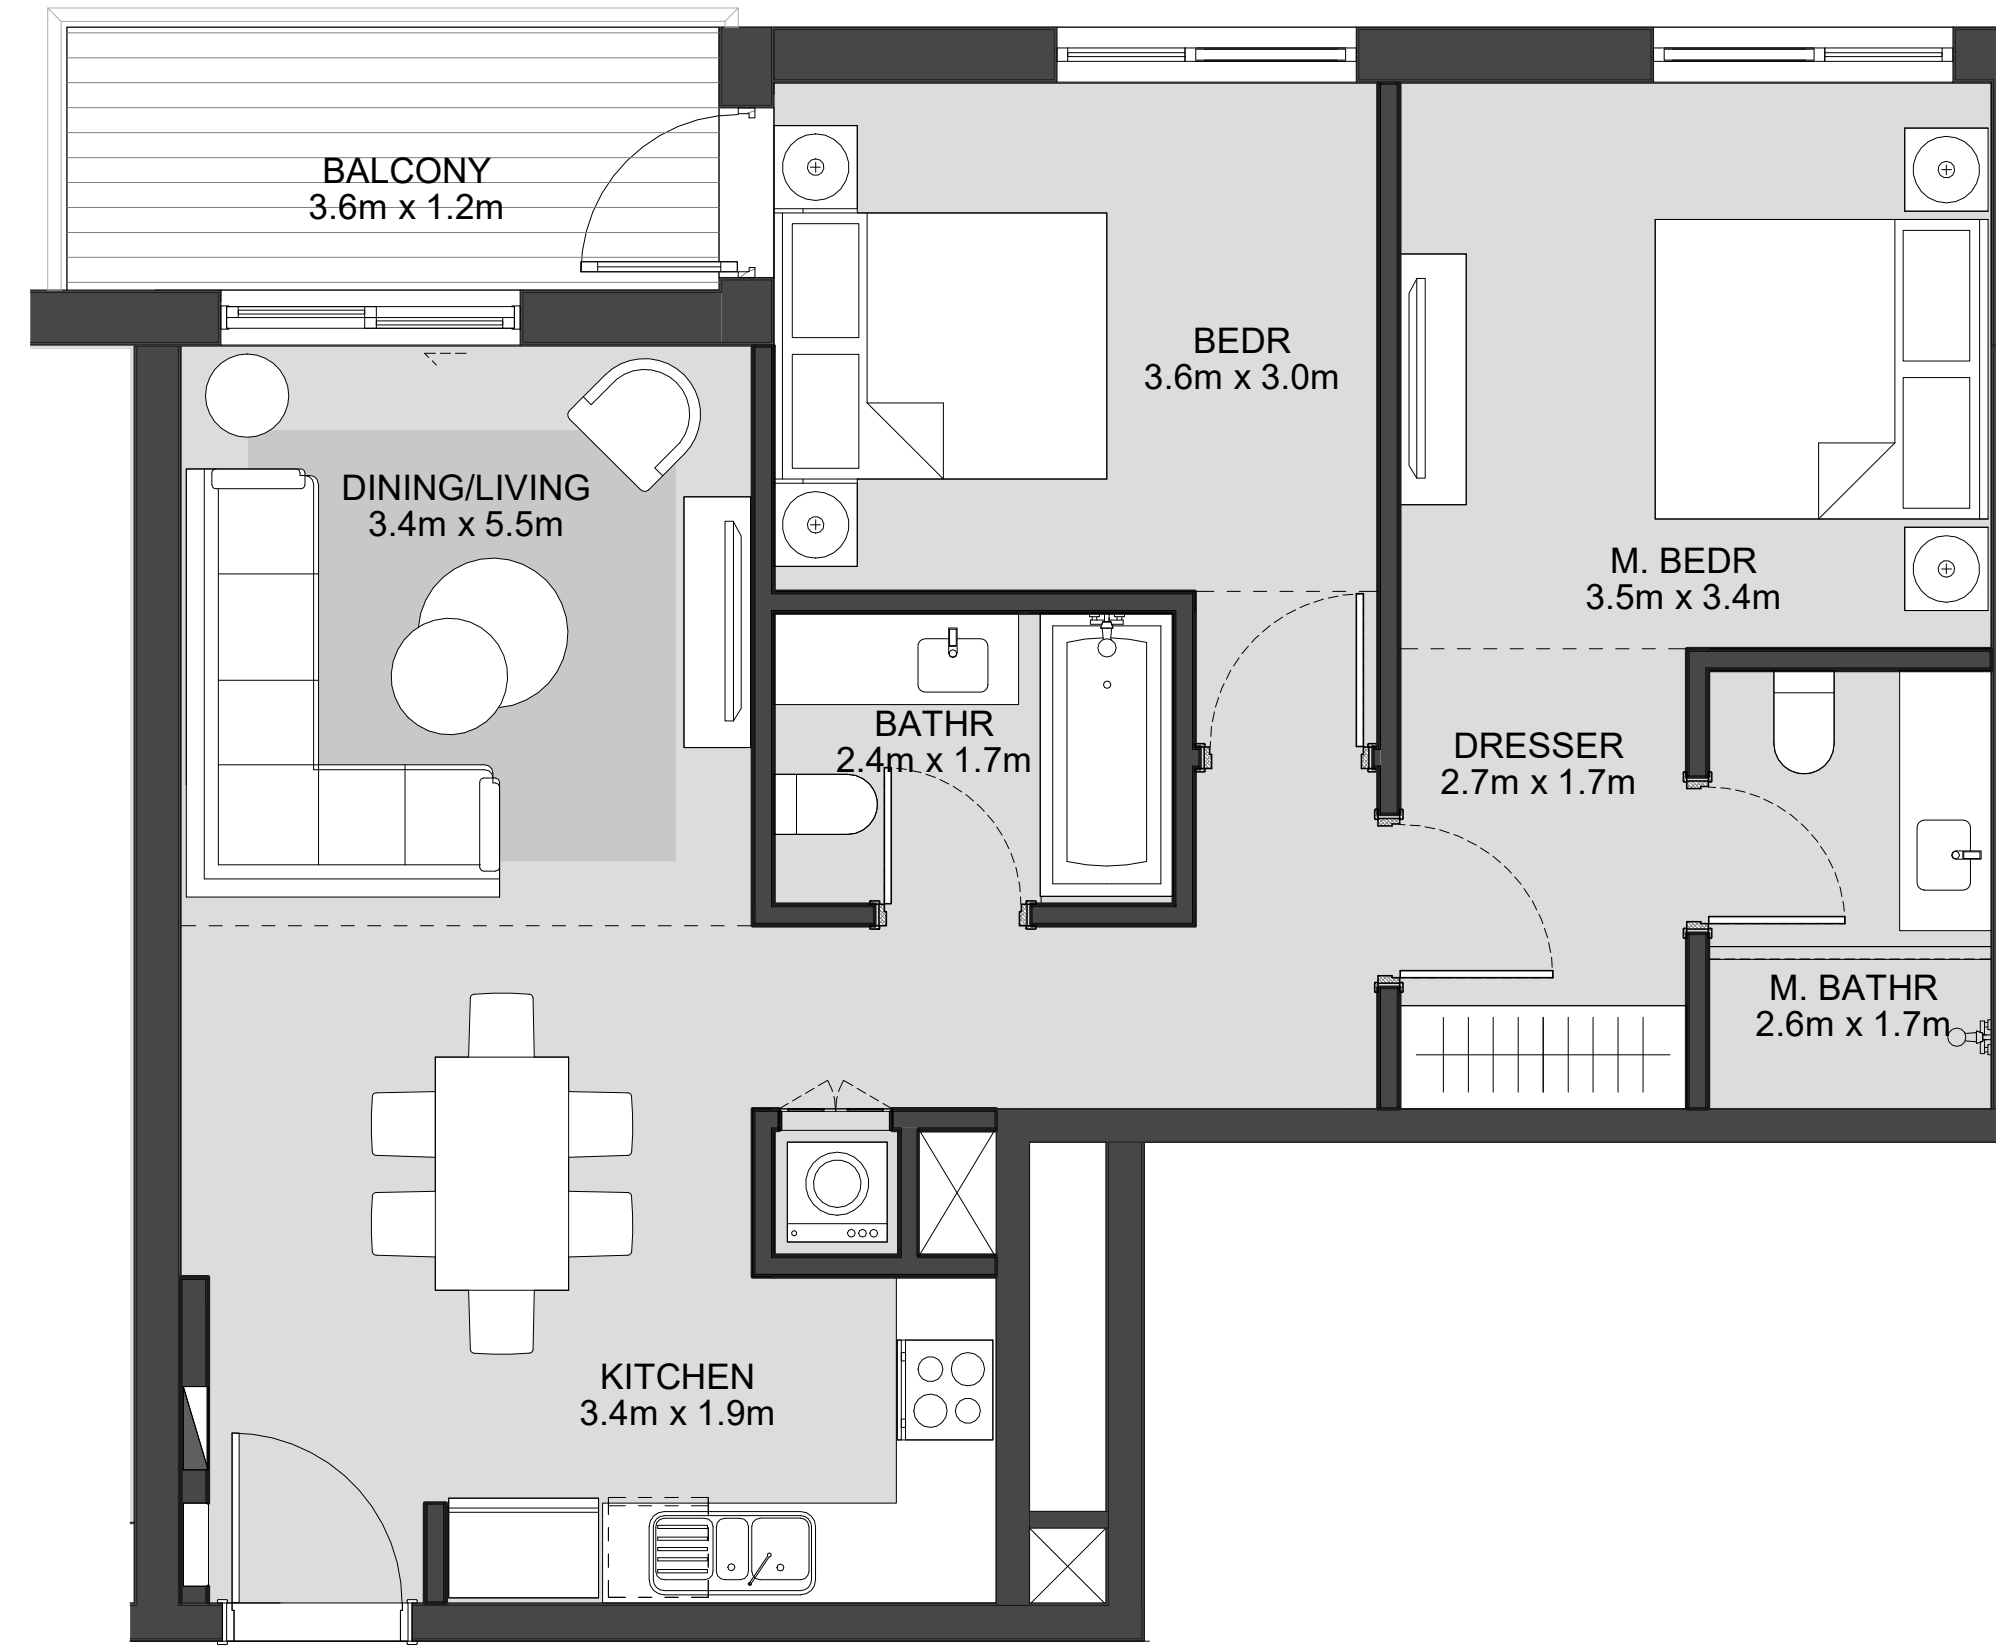 BALCONY
3.6m x 1.2m
BEDR
3.6m x 3.0m
DINING/LIVING
3.4m x 5.5m
M. BEDR
3.5m x 3.4m
BATHR
2.4m x 1.7m
DRESSER
2.7m x 1.7m
M. BATHR
2.6m x 1.7m
KITCHEN
3.4m x 1.9m